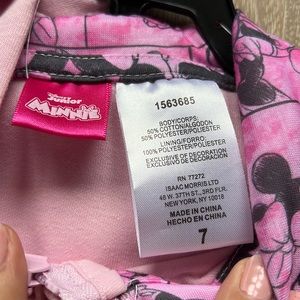 Disney
Junior
MINNIE
1563685
BODY/CORPS:
50% COTTON/ALGODON
50% POLYESTER/POLIESTER
LINING/FORRO:
100% POLYESTER/POLIESTER
EXCLUSIVE OF DECORATION
EXCLUSIVO DE DECORACION
RN 77272
ISAAC MORRIS LTD
48 W. 37TH ST., 3RD FLR.
NEW YORK, NY 10018
MADE IN CHINA
HECHO EN CHINA
7